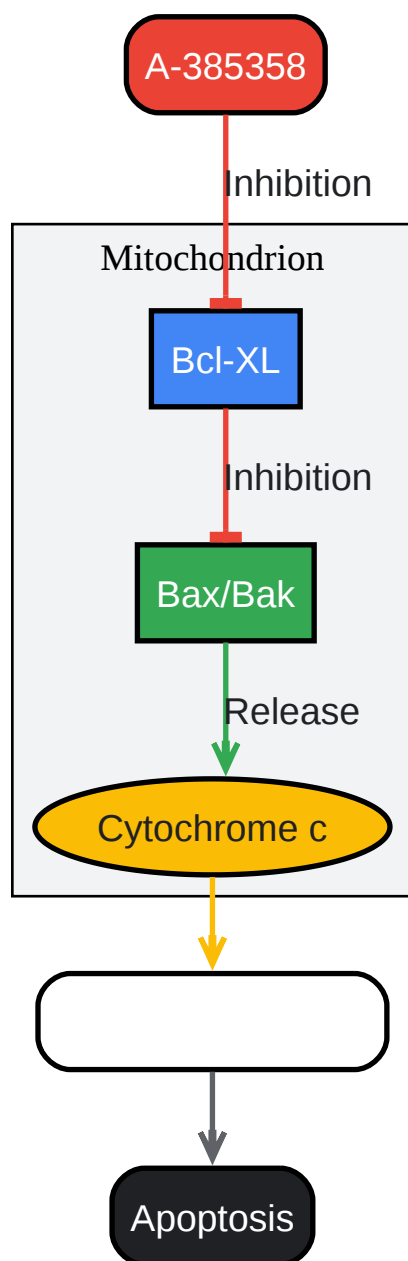 A-385358
Inhibition
Mitochondrion
Bcl-XL
Inhibition
Bax/Bak
Release
Cytochrome c
Apoptosis